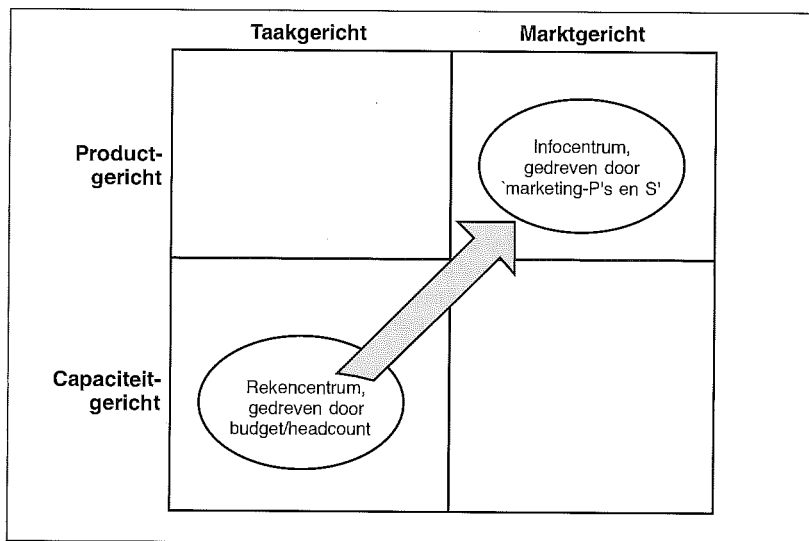 Taakgericht
Marktgericht
Product-
gericht
Infocentrum,
gedreven door
`marketing-P's en S'
Capaciteit-
gericht
Rekencentrum,
gedreven door
budget/headcount